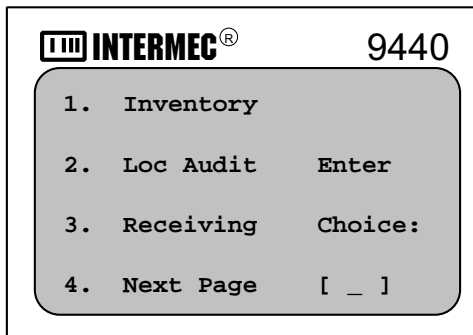 INTERMEC® 9440
1. Inventory
2. Loc Audit Enter
3. Receiving Choice:
4. Next Page [ _ ]